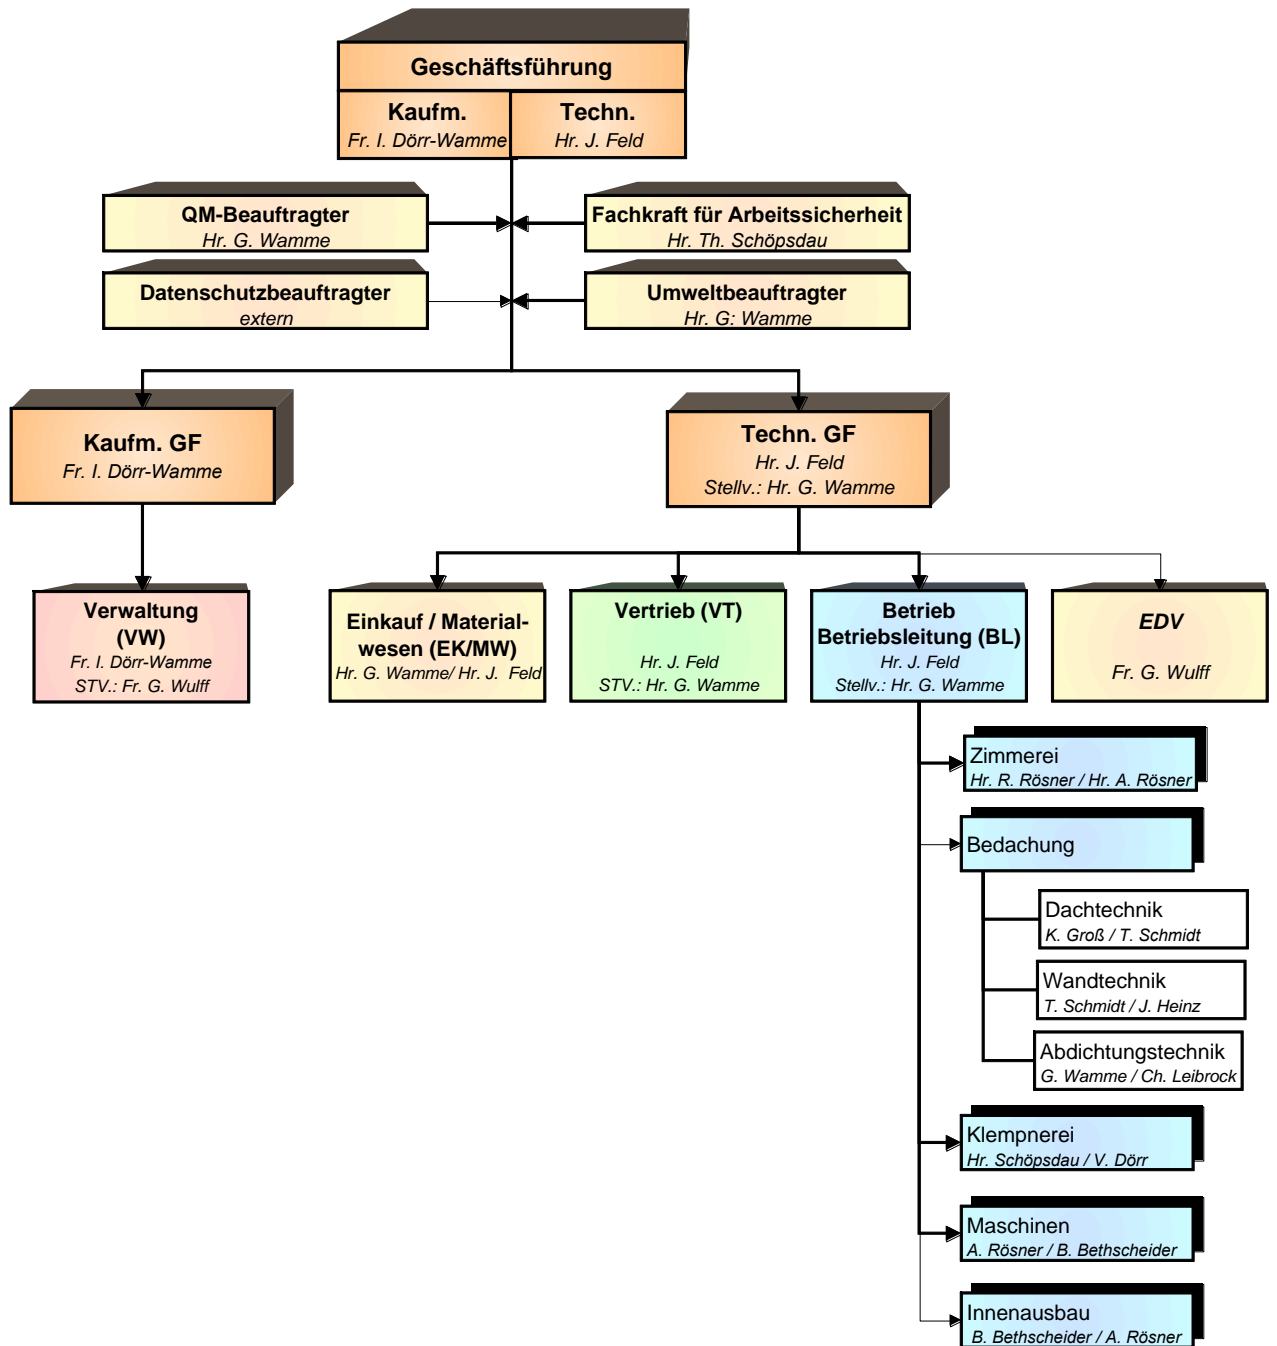 Geschäftsführung
Kaufm.
Fr. I. Dörr-Wamme
Techn.
Hr. J. Feld
QM-Beauftragter
Hr. G. Wamme
Fachkraft für Arbeitssicherheit
Hr. Th. Schöpsdau
Datenschutzbeauftragter
extern
Umweltbeauftragter
Hr. G: Wamme
Kaufm. GF
Fr. I. Dörr-Wamme
Techn. GF
Hr. J. Feld
Stellv.: Hr. G. Wamme
Verwaltung
(VW)
Fr. I. Dörr-Wamme
STV.: Fr. G. Wulff
Einkauf / Material-
wesen (EK/MW)
Hr. G. Wamme/ Hr. J. Feld
Vertrieb (VT)
Hr. J. Feld
STV.: Hr. G. Wamme
Betrieb
Betriebsleitung (BL)
Hr. J. Feld
Stellv.: Hr. G. Wamme
EDV
Fr. G. Wulff
Zimmerei
Hr. R. Rösner / Hr. A. Rösner
Bedachung
Dachtechnik
K. Groß / T. Schmidt
Wandtechnik
T. Schmidt / J. Heinz
Abdichtungstechnik
G. Wamme / Ch. Leibrock
Klempnerei
Hr. Schöpsdau / V. Dörr
Maschinen
A. Rösner / B. Bethscheider
Innenausbau
B. Bethscheider / A. Rösner